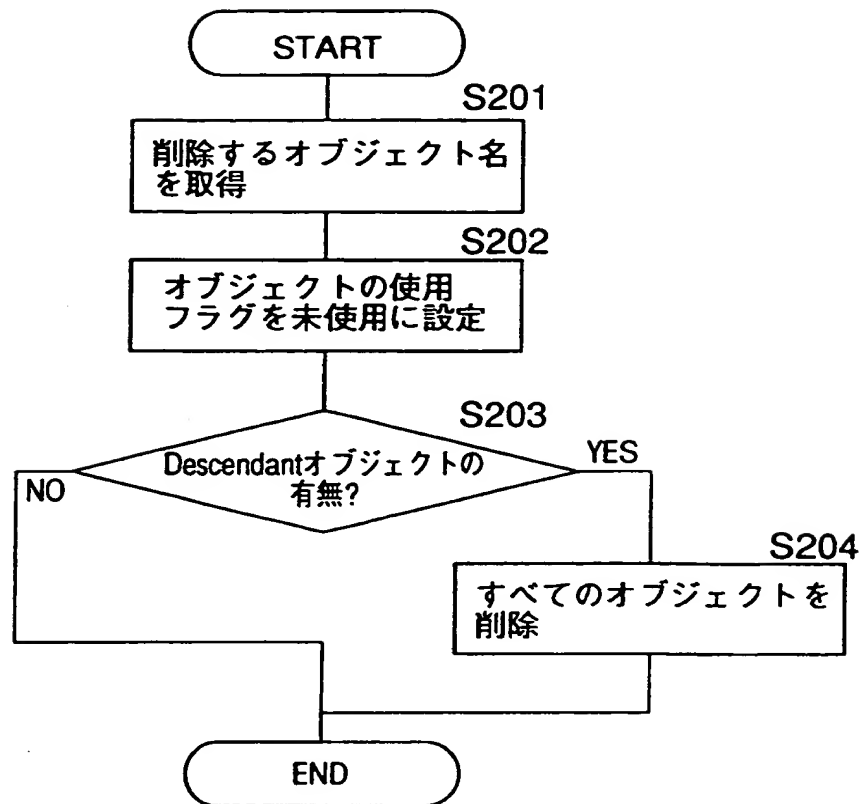 START
S201
削除するオブジェクト名
を取得
S202
オブジェクトの使用
フラグを未使用に設定
S203
Descendantオブジェクトの
有無?
NO
YES
S204
すべてのオブジェクトを
削除
END